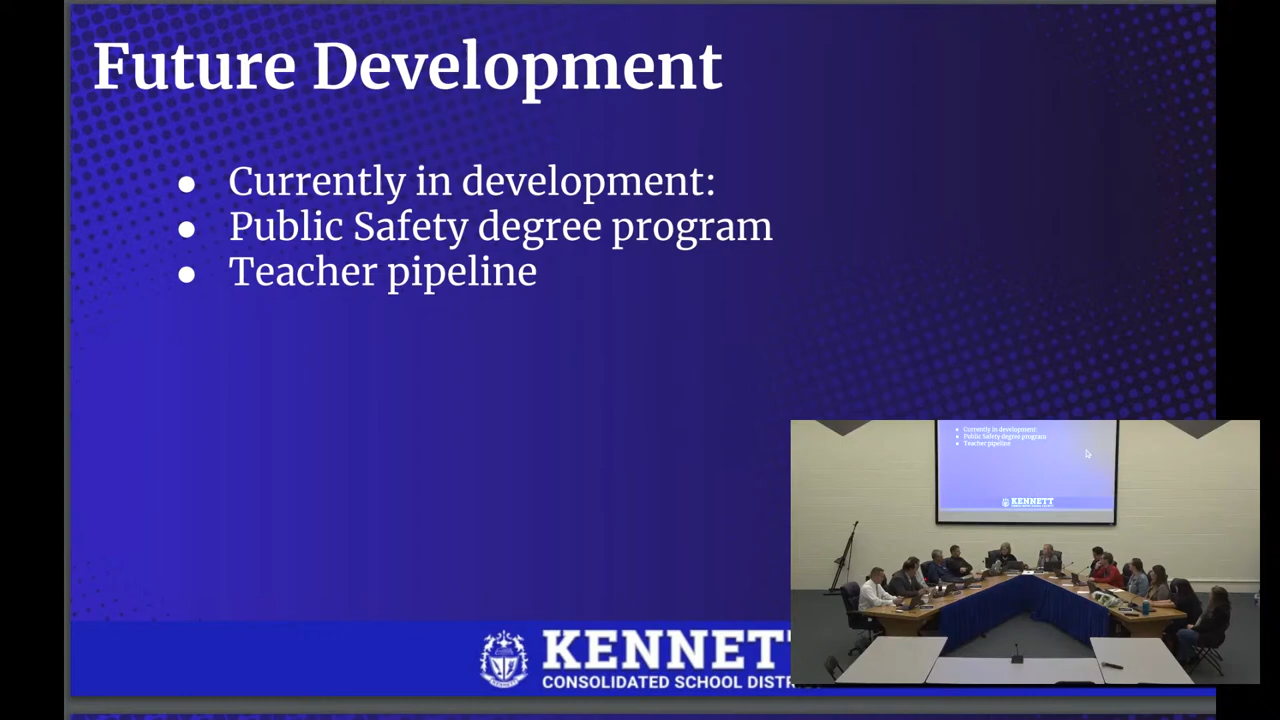 Future Development
● Currently in development:
● Public Safety degree program
● Teacher pipeline
KENNETT
CONSOLIDATED SCHOOL DISTR
● Currently in development:
● Public Safety degree program
● Teacher pipeline
KENNETT